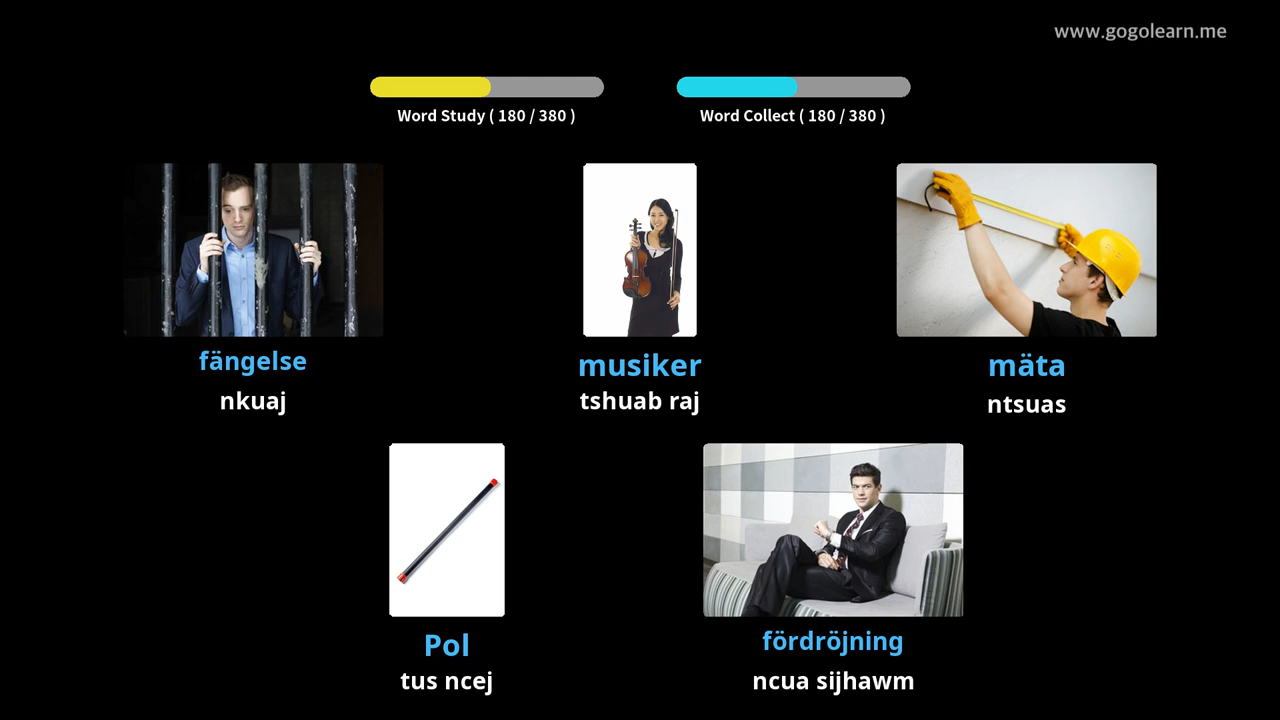 www.gogolearn.me
Word Study ( 180 / 380 )
Word Collect ( 180 / 380 )
fängelse
nkuaj
musiker
tshuab raj
mäta
ntsuas
Pol
tus ncej
fördröjning
ncua sijhawm